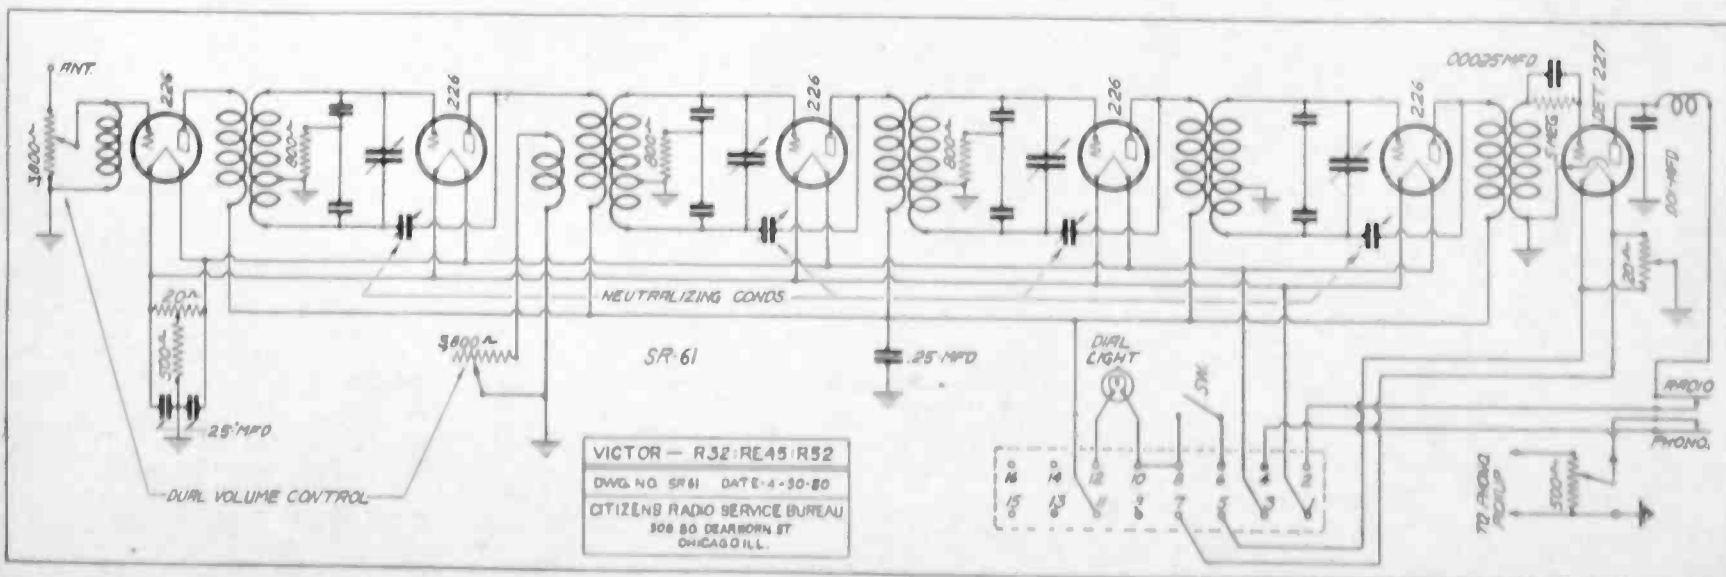 ANT.
226
226
226
226
226
.00025 MFD
DET 227
3800Ω
800Ω
800Ω
800Ω
5 MEG
.001 MFD
20Ω
20Ω
500Ω
.25 MFD
NEUTRALIZING CONDS
3800Ω
SR-61
.25 MFD
DIAL
LIGHT
SW.
RADIO
PHONO.
DUAL VOLUME CONTROL
VICTOR — R32:RE45:R52
DWG. NO. SR61 DATE-4-30-30
CITIZENS RADIO SERVICE BUREAU
508 SO DEARBORN ST
CHICAGO ILL.
16 14 12 10 8 6 4 2
15 13 11 9 7 5 3 1
TO PHONO
PICKUP
500Ω